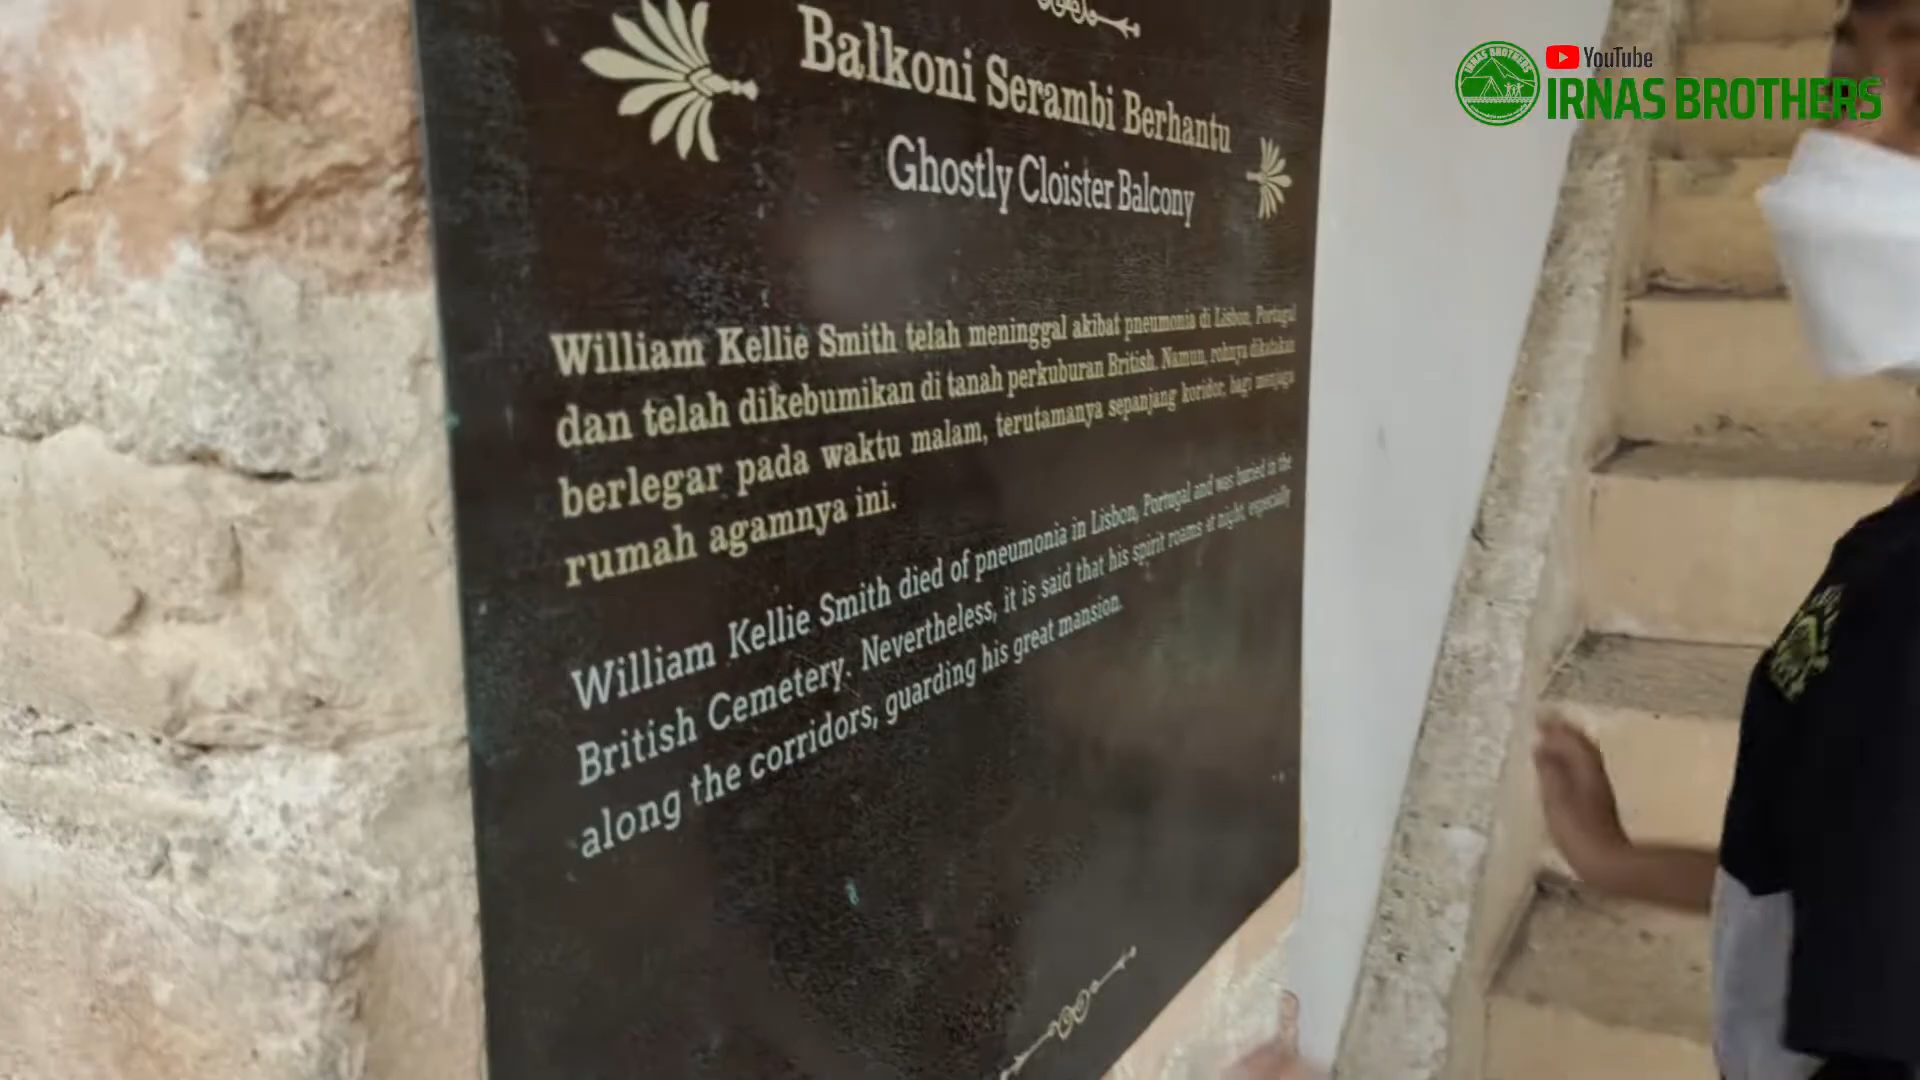 YouTube
IRNAS BROTHERS
IRNAS BROTHERS
Balkoni Serambi Berhantu
Ghostly Cloister Balcony
William Kellie Smith telah meninggal akibat pneumonia di Lisbon, Portugal
dan telah dikebumikan di tanah perkuburan British. Namun, rohnya dikatakan
berlegar pada waktu malam, terutamanya sepanjang koridor, bagi menjaga
rumah agamnya ini.
William Kellie Smith died of pneumonia in Lisbon, Portugal and was buried in the
British Cemetery. Nevertheless, it is said that his spirit roams at night, especially
along the corridors, guarding his great mansion.